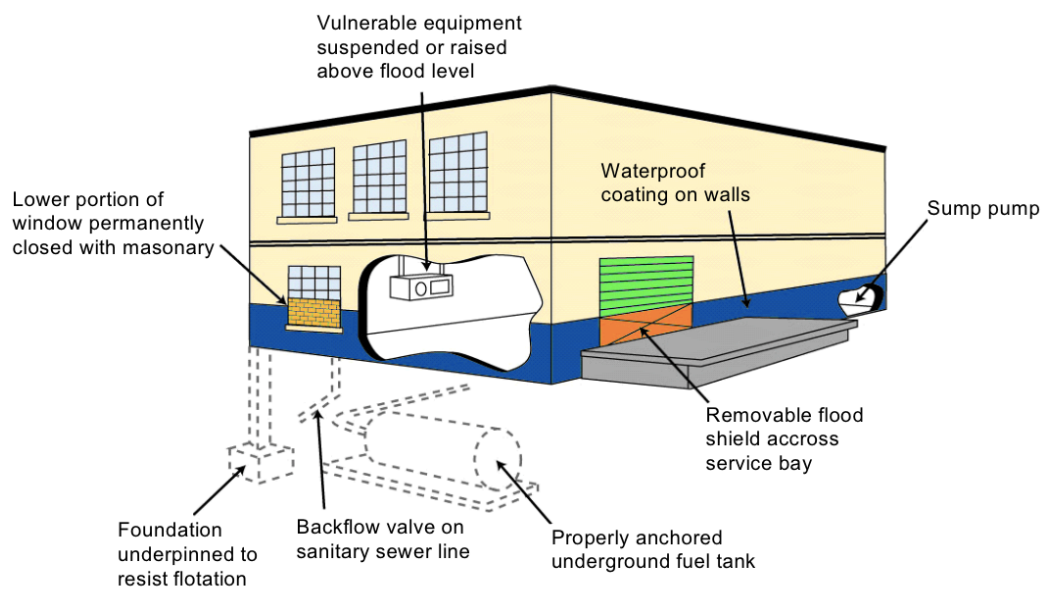 Vulnerable equipment
suspended or raised
above flood level
Lower portion of
window permanently
closed with masonary
Waterproof
coating on walls
Sump pump
Removable flood
shield accross
service bay
Foundation
underpinned to
resist flotation
Backflow valve on
sanitary sewer line
Properly anchored
underground fuel tank